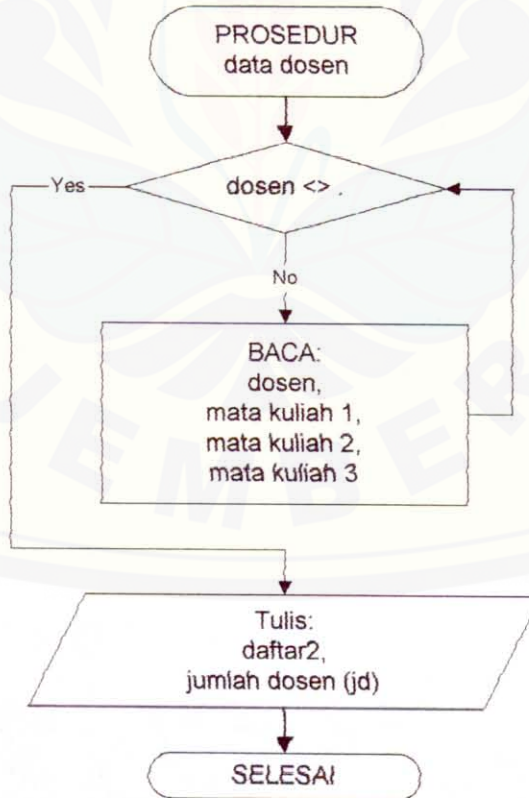 PROSEDUR
data dosen
dosen <> .
Yes
No
BACA:
dosen,
mata kuliah 1,
mata kuliah 2,
mata kuliah 3
Tulis:
daftar2,
jumlah dosen (jd)
SELESAI